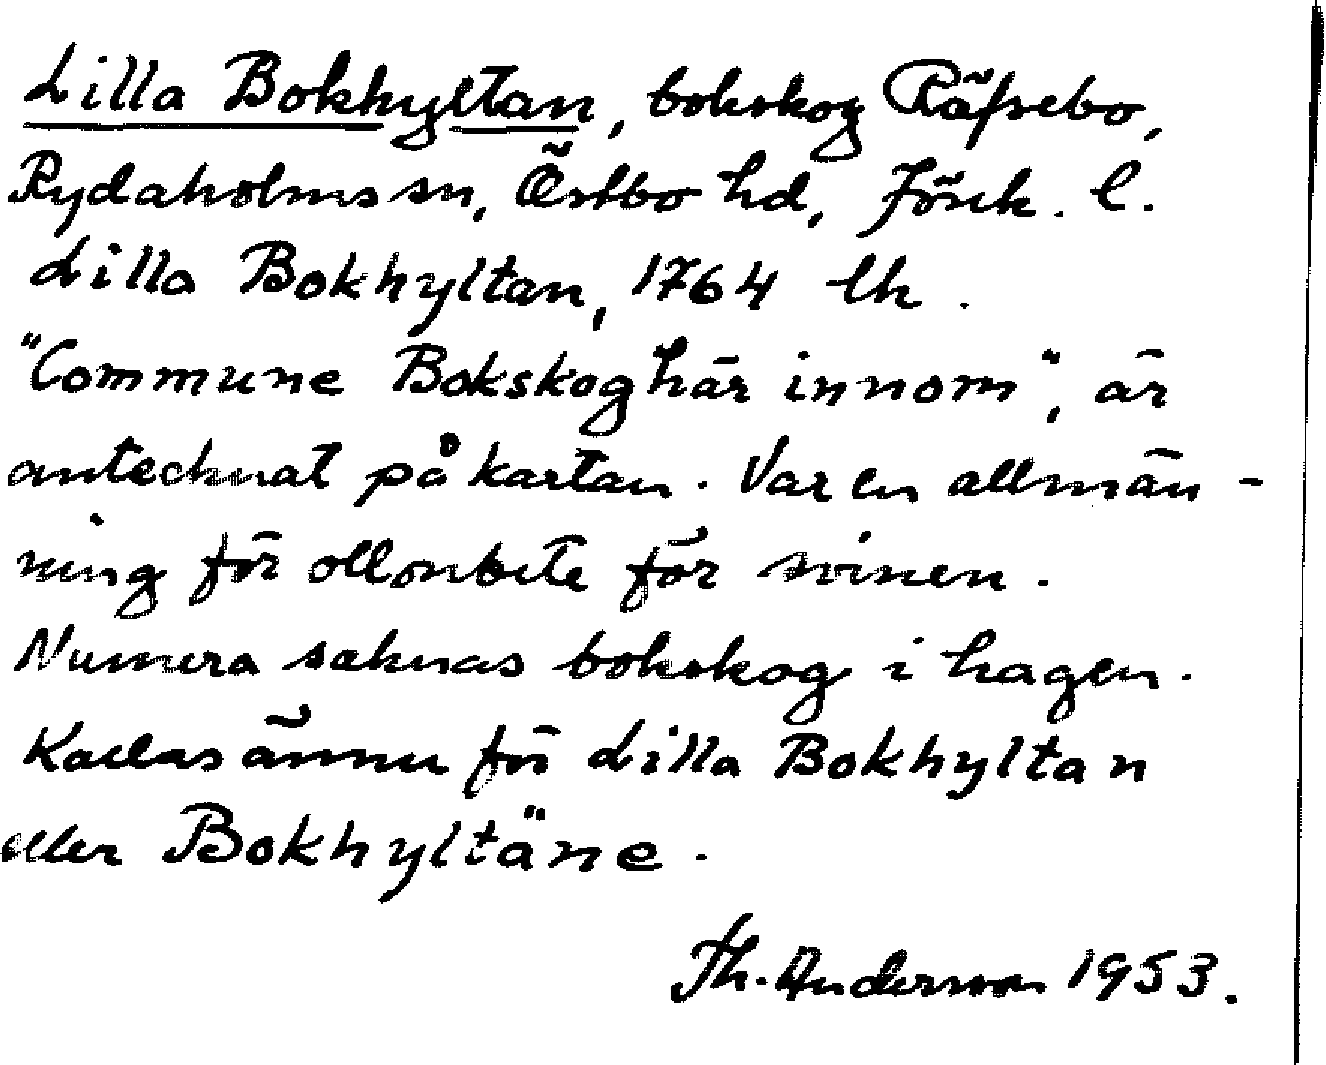 Lilla Bokhyltan, bokskog Räfsebo,
Rydaholms sn, Östbo hd, Jönk. l.
Lilla Bokhyltan, 1764 lh.
"Commune Bokskog här innom", är
antecknat på kartan. Var en allmän-
ning för ollonbete för svinen.
Numera saknas bokskog i hagen.
Kallas ännu för Lilla Bokhyltan
eller Bokhyltäne.
Th. Andersson 1953.